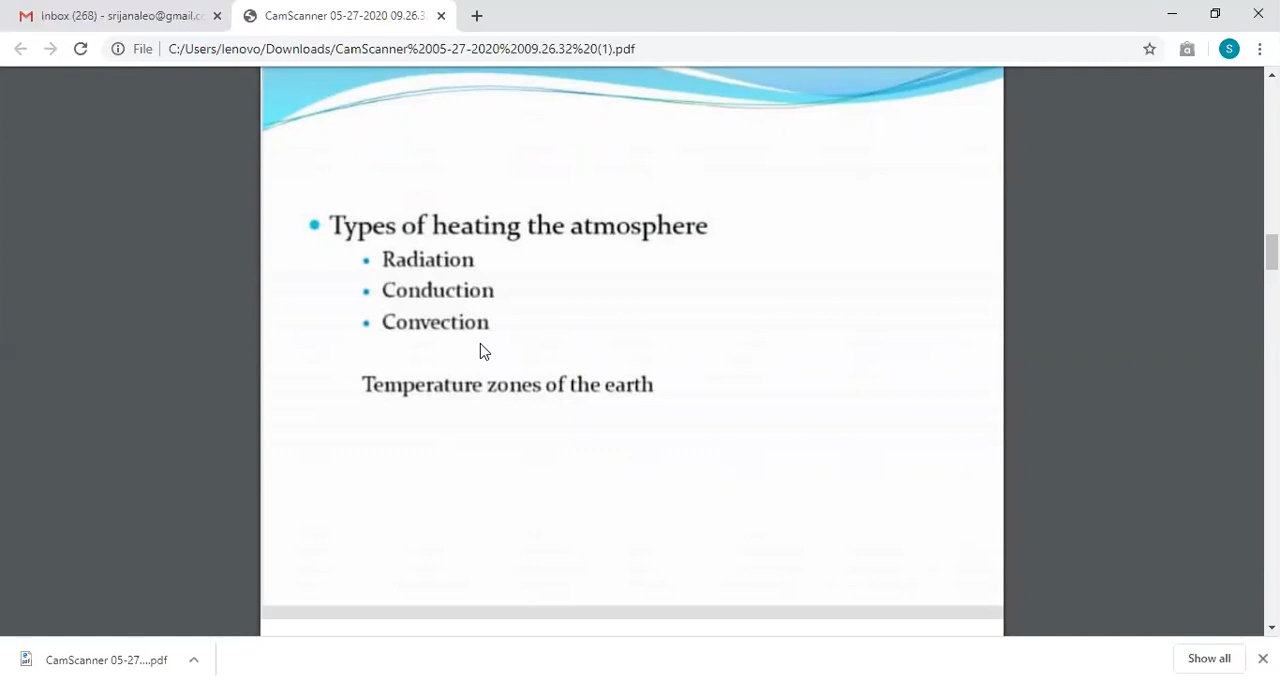 Inbox (268) - srijanaleo@gmail.c
CamScanner 05-27-2020 09.26.3
File
C:/Users/lenovo/Downloads/CamScanner%2005-27-2020%2009.26.32%20(1).pdf
S
Types of heating the atmosphere
Radiation
Conduction
Convection
Temperature zones of the earth
CamScanner 05-27....pdf
Show all